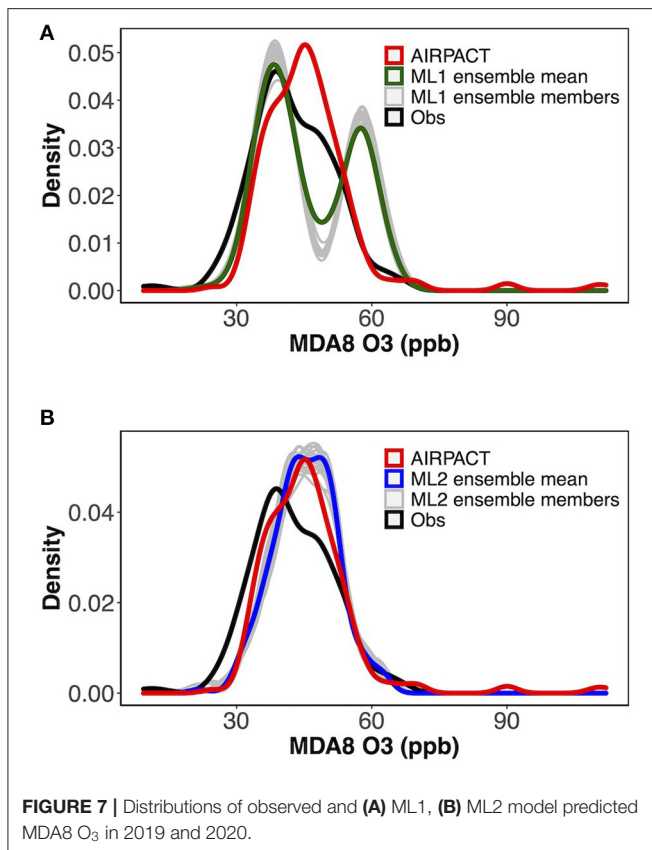 A
0.05
0.04
0.03
0.02
0.01
0.00
Density
AIRPACT
ML1 ensemble mean
ML1 ensemble members
Obs
30
60
90
MDA8 O3 (ppb)
B
0.04
0.02
0.00
Density
AIRPACT
ML2 ensemble mean
ML2 ensemble members
Obs
30
60
90
MDA8 O3 (ppb)
FIGURE 7 | Distributions of observed and (A) ML1, (B) ML2 model predicted
MDA8 O₃ in 2019 and 2020.